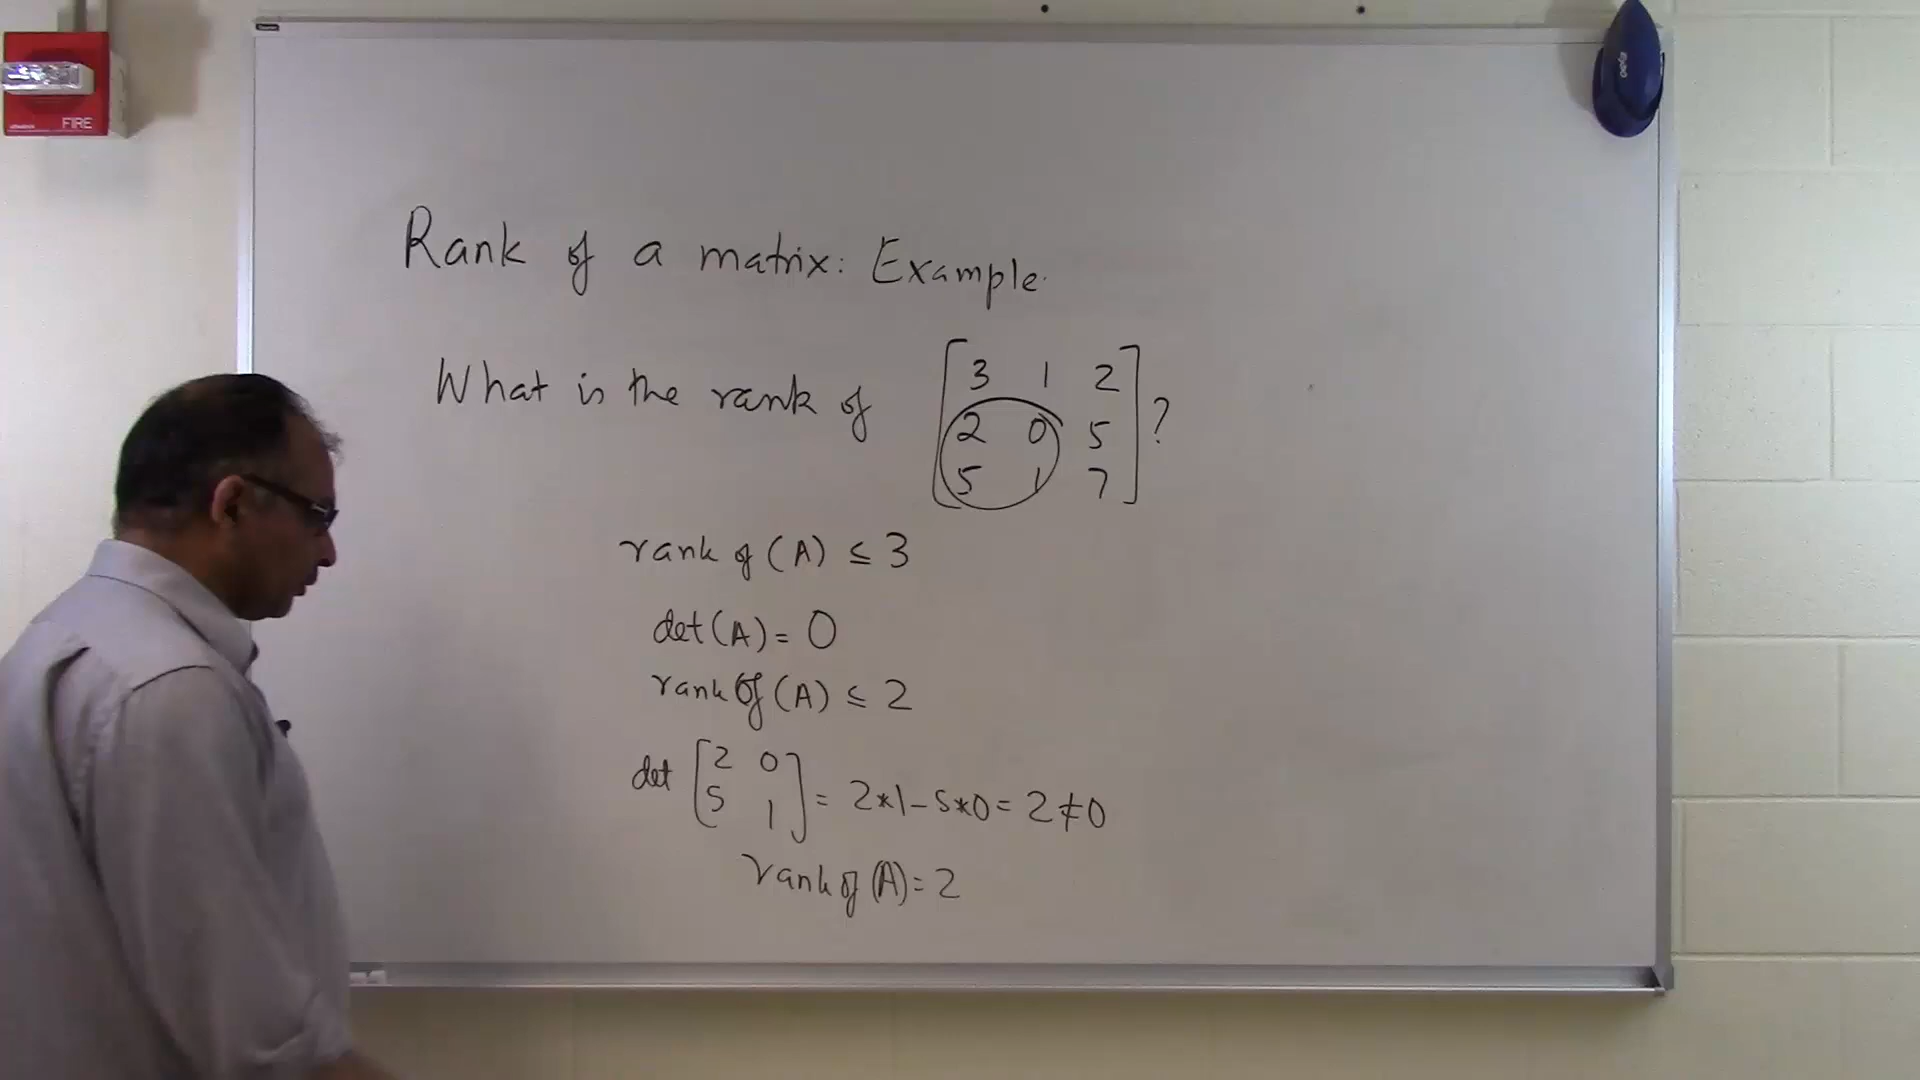 FIRE
Rank of a matrix: Example.
What is the rank of [3 1 2
2 0 5
5 1 7]?
rank of (A) ≤ 3
det(A) = 0
rank of (A) ≤ 2
det [2 0
5 1] = 2*1-5*0 = 2≠0
rank of (A) = 2